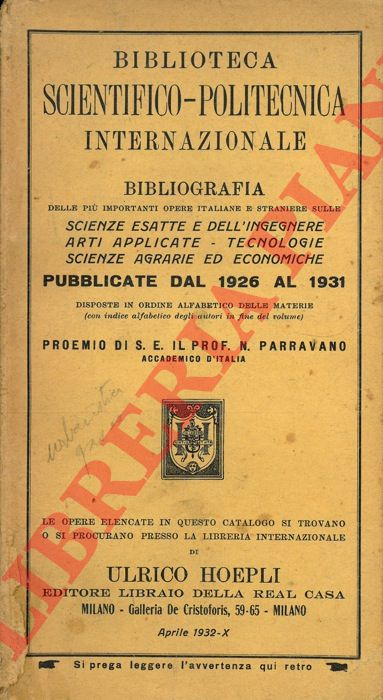 BIBLIOTECA
SCIENTIFICO-POLITECNICA
INTERNAZIONALE
BIBLIOGRAFIA
DELLE PIÙ IMPORTANTI OPERE ITALIANE E STRANIERE SULLE
SCIENZE ESATTE E DELL'INGEGNERE
ARTI APPLICATE - TECNOLOGIE
SCIENZE AGRARIE ED ECONOMICHE
PUBBLICATE DAL 1926 AL 1931
DISPOSTE IN ORDINE ALFABETICO DELLE MATERIE
(con indice alfabetico degli autori in fine del volume)
PROEMIO DI S. E. IL PROF. N. PARRAVANO
ACCADEMICO D'ITALIA
urbanistica
LE OPERE ELENCATE IN QUESTO CATALOGO SI TROVANO
O SI PROCURANO PRESSO LA LIBRERIA INTERNAZIONALE
DI
ULRICO HOEPLI
EDITORE LIBRAIO DELLA REAL CASA
MILANO - Galleria De Cristoforis, 59-65 - MILANO
Aprile 1932-X
Si prega leggere l'avvertenza qui retro
LIBRERIA PIANI